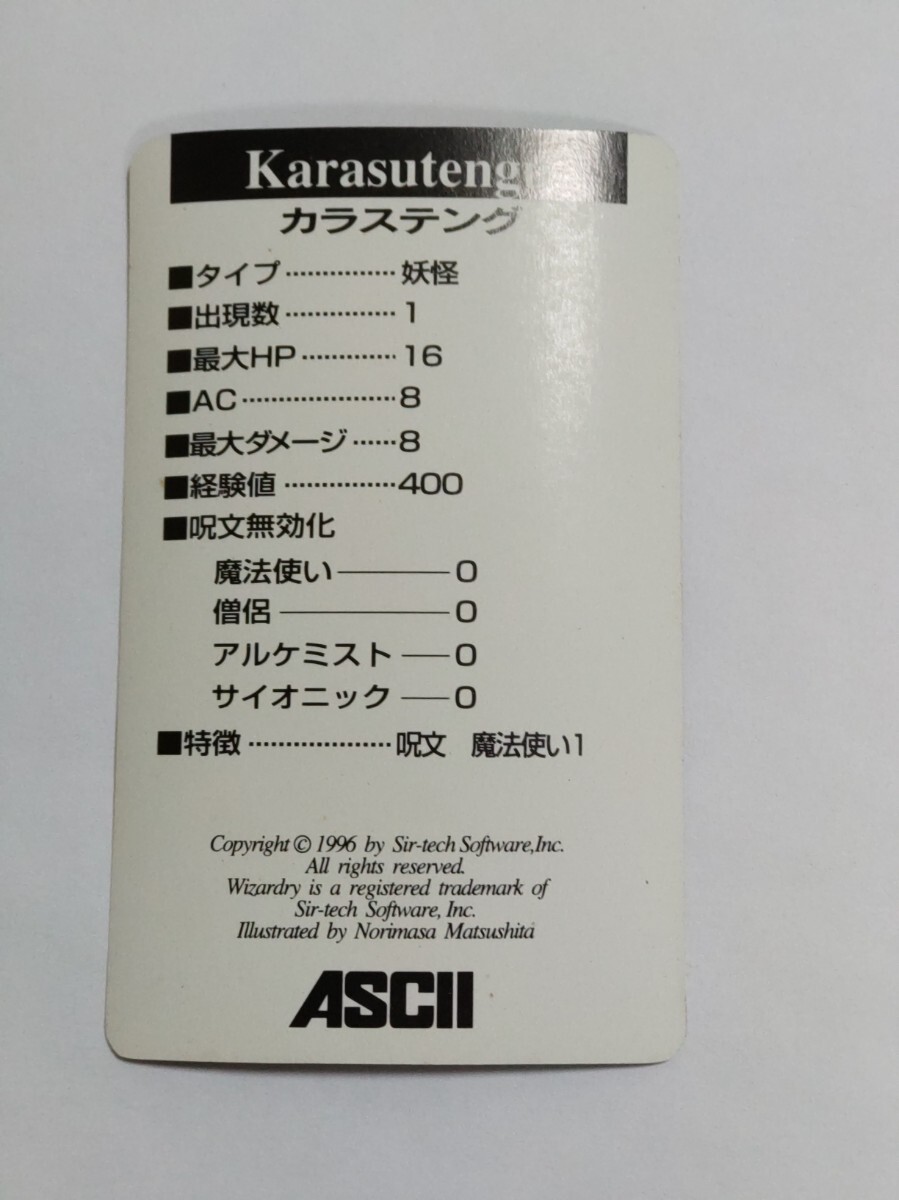 Karasutengu
カラステング
■タイプ……………妖怪
■出現数……………1
■最大HP…………16
■AC…………………8
■最大ダメージ……8
■経験値……………400
■呪文無効化
魔法使い————0
僧侶——————0
アルケミスト——0
サイオニック——0
■特徴………………呪文 魔法使い1
Copyright © 1996 by Sir-tech Software,Inc.
All rights reserved.
Wizardry is a registered trademark of
Sir-tech Software, Inc.
Illustrated by Norimasa Matsushita
ASCII